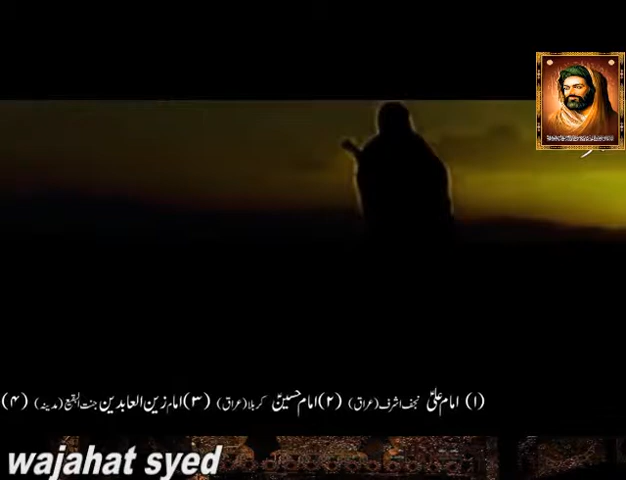 (۱) امام علیؑ نجف اشرف (عراق) (۲) امام حسینؑ کربلا (عراق) (۳) امام زین العابدین جنت البقیع (مدینہ) (۴)
wajahat syed